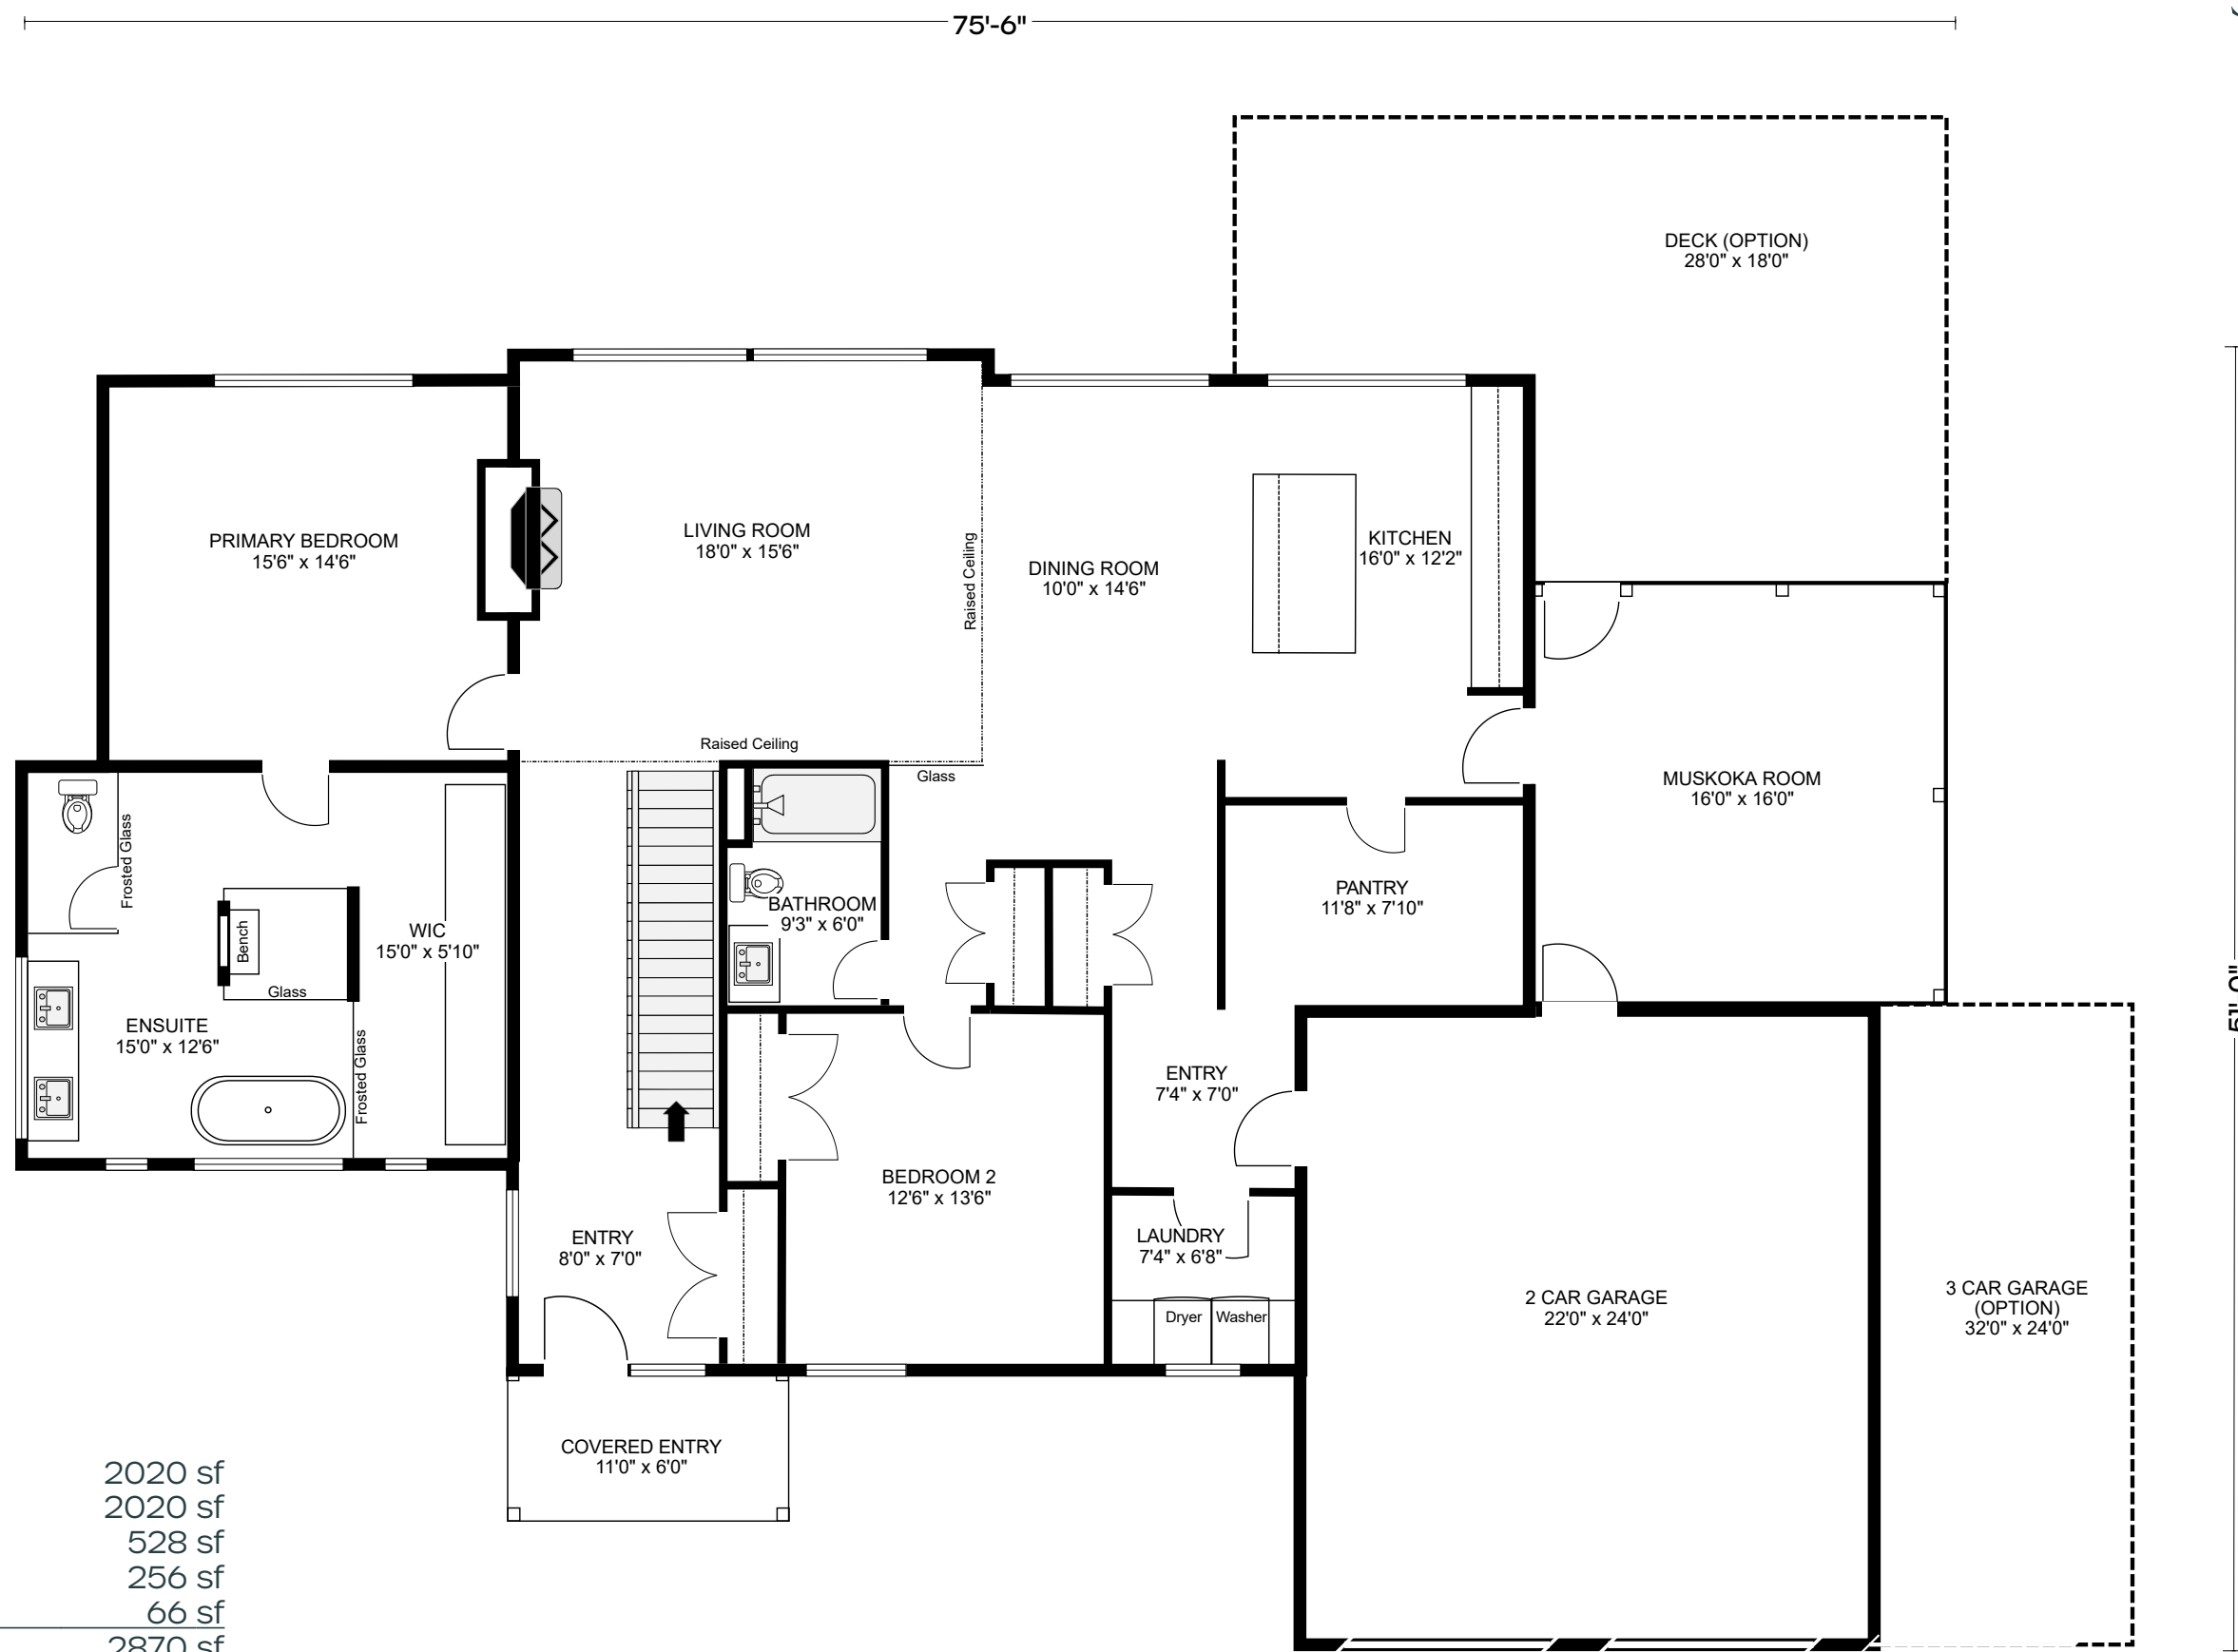 75'-6"
DECK (OPTION)
28'0" x 18'0"
PRIMARY BEDROOM
15'6" x 14'6"
LIVING ROOM
18'0" x 15'6"
Raised Ceiling
DINING ROOM
10'0" x 14'6"
KITCHEN
16'0" x 12'2"
Raised Ceiling
Glass
MUSKOKA ROOM
16'0" x 16'0"
Frosted Glass
Bench
Glass
WIC
15'0" x 5'10"
BATHROOM
9'3" x 6'0"
PANTRY
11'8" x 7'10"
ENSUITE
15'0" x 12'6"
Frosted Glass
ENTRY
7'4" x 7'0"
BEDROOM 2
12'6" x 13'6"
ENTRY
8'0" x 7'0"
LAUNDRY
7'4" x 6'8"
Dryer
Washer
2 CAR GARAGE
22'0" x 24'0"
3 CAR GARAGE
(OPTION)
32'0" x 24'0"
COVERED ENTRY
11'0" x 6'0"
2020 sf
2020 sf
528 sf
256 sf
66 sf
2870 sf